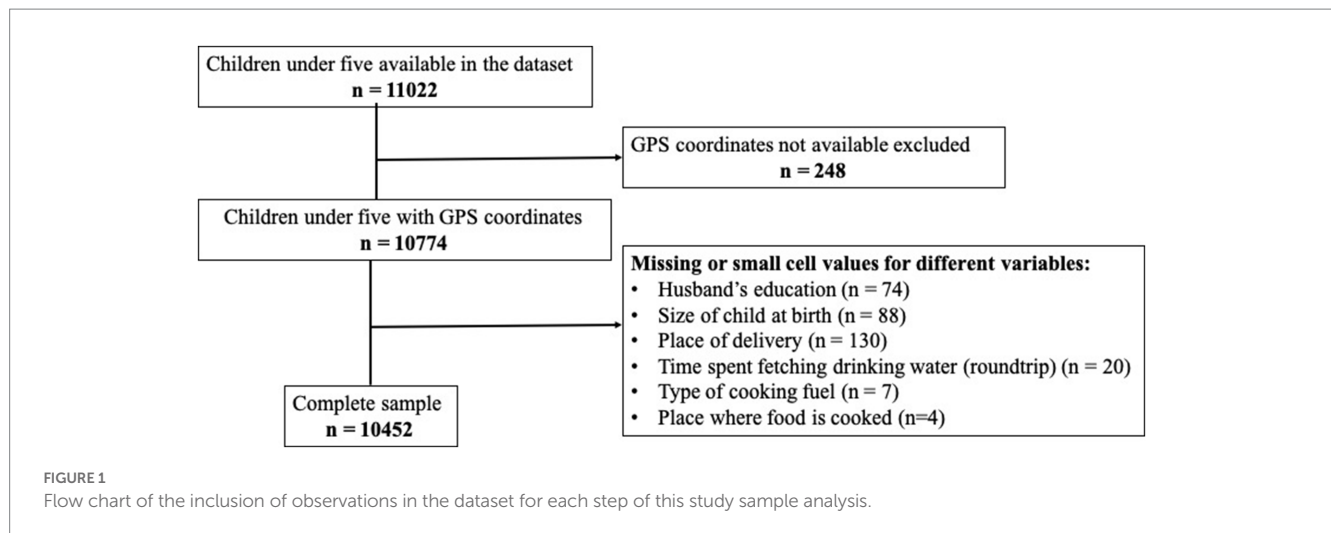 Children under five available in the dataset
n = 11022
GPS coordinates not available excluded
n = 248
Children under five with GPS coordinates
n = 10774
Missing or small cell values for different variables:
• Husband's education (n = 74)
• Size of child at birth (n = 88)
• Place of delivery (n = 130)
• Time spent fetching drinking water (roundtrip) (n = 20)
• Type of cooking fuel (n = 7)
• Place where food is cooked (n=4)
Complete sample
n = 10452
FIGURE 1
Flow chart of the inclusion of observations in the dataset for each step of this study sample analysis.